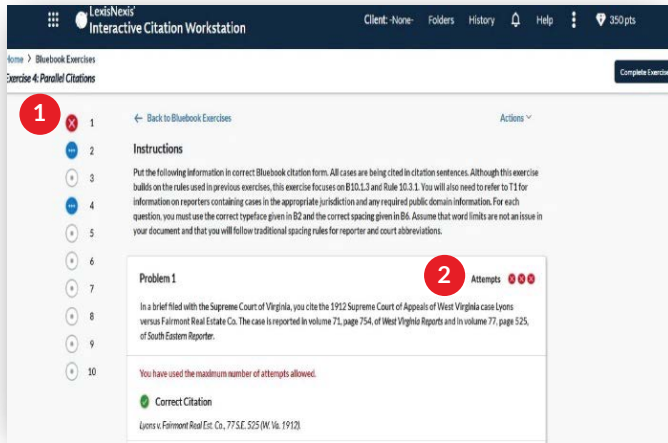 LexisNexis®
Interactive Citation Workstation
Client: -None- Folders History Help 350 pts
Home > Bluebook Exercises
Exercise 4: Parallel Citations
Complete Exercise
1
1
2
3
4
5
6
7
8
9
10
← Back to Bluebook Exercises
Actions
Instructions
Put the following information in correct Bluebook citation form. All cases are being cited in citation sentences. Although this exercise
builds on the rules used in previous exercises, this exercise focuses on B10.1.3 and Rule 10.3.1. You will also need to refer to T1 for
information on reporters containing cases in the appropriate jurisdiction and any required public domain information. For each
question, you must use the correct typeface given in B2 and the correct spacing given in B6. Assume that word limits are not an issue in
your document and that you will follow traditional spacing rules for reporter and court abbreviations.
Problem 1
2
Attempts
In a brief filed with the Supreme Court of Virginia, you cite the 1912 Supreme Court of Appeals of West Virginia case Lyons
versus Fairmont Real Estate Co. The case is reported in volume 71, page 754, of West Virginia Reports and in volume 77, page 525,
of South Eastern Reporter.
You have used the maximum number of attempts allowed.
Correct Citation
Lyons v. Fairmont Real Est. Co., 77 S.E. 525 (W. Va. 1912).